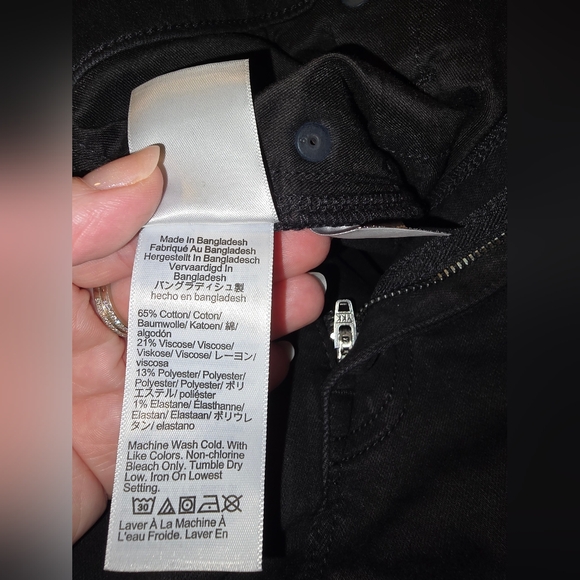 Made In Bangladesh
Fabriqué Au Bangladesh
Hergestellt In Bangladesch
Vervaardigd In
Bangladesh
バングラディシュ製
hecho en bangladesh
65% Cotton/ Coton/
Baumwolle/ Katoen/ 綿/
algodón
21% Viscose/ Viscose/
Viskose/ Viscose/ レーヨン/
viscosa
13% Polyester/ Polyester/
Polyester/ Polyester/ ポリ
エステル/ poliéster
1% Elastane/ Élasthanne/
Elastan/ Elastaan/ ポリウレ
タン/ elastano
Machine Wash Cold. With
Like Colors. Non-chlorine
Bleach Only. Tumble Dry
Low. Iron On Lowest
Setting.
30
Laver À La Machine À
L'eau Froide. Laver En
YKK